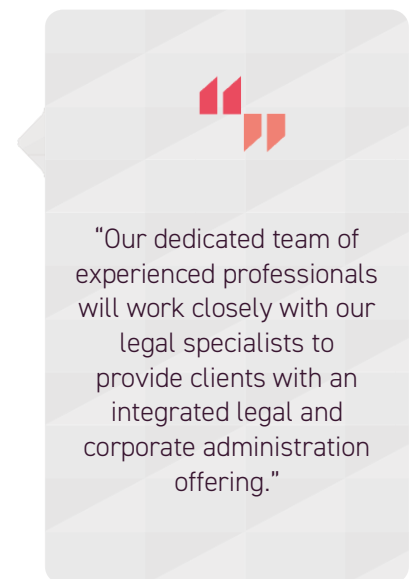 “Our dedicated team of
experienced professionals
will work closely with our
legal specialists to
provide clients with an
integrated legal and
corporate administration
offering.”